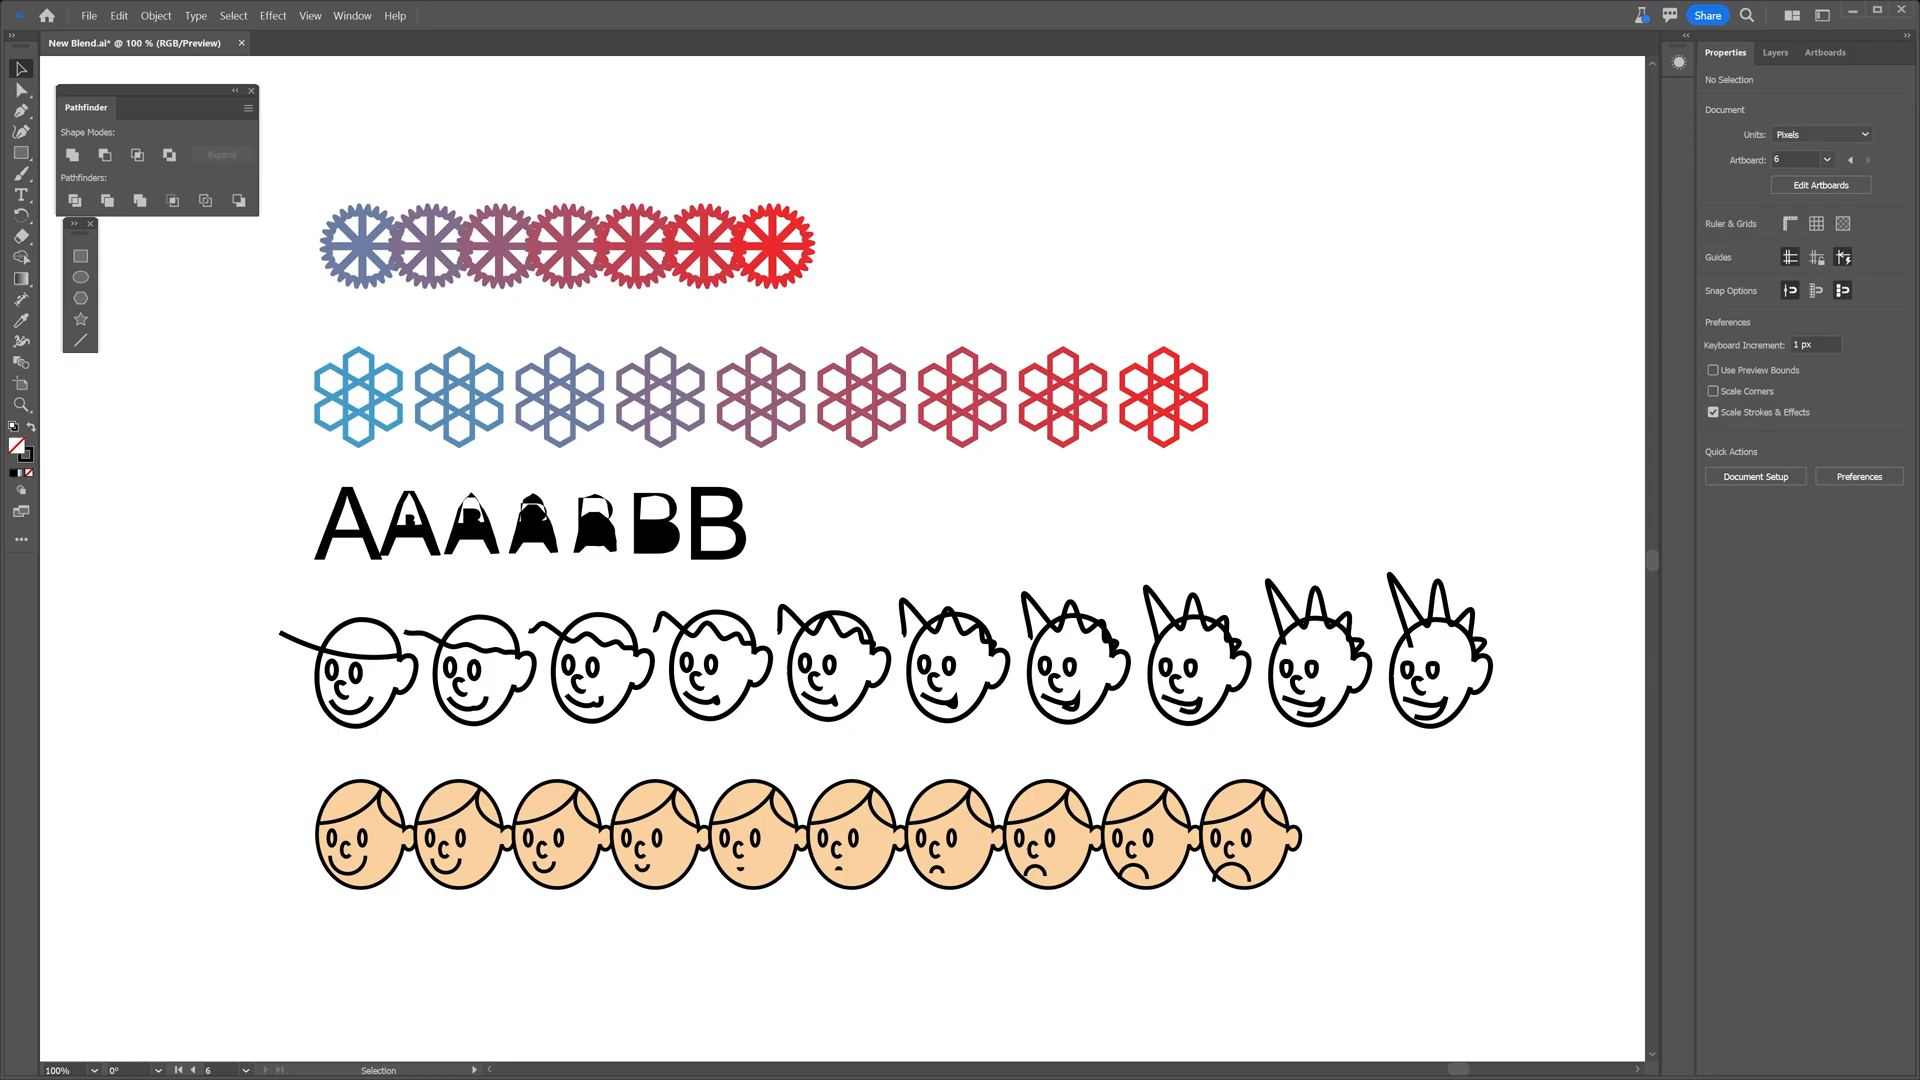 Ai File Edit Object Type Select Effect View Window Help Share
New Blend.ai* @ 100 % (RGB/Preview)
Properties Layers Artboards
No Selection
Pathfinder
Document
Shape Modes:
Units: Pixels
Expand
Artboard: 6
Pathfinders:
Edit Artboards
Ruler & Grids
Guides
Snap Options
Preferences
Keyboard Increment: 1 px
Use Preview Bounds
Scale Corners
Scale Strokes & Effects
Quick Actions
Document Setup Preferences
AAAABBB
100% 0° 6 Selection